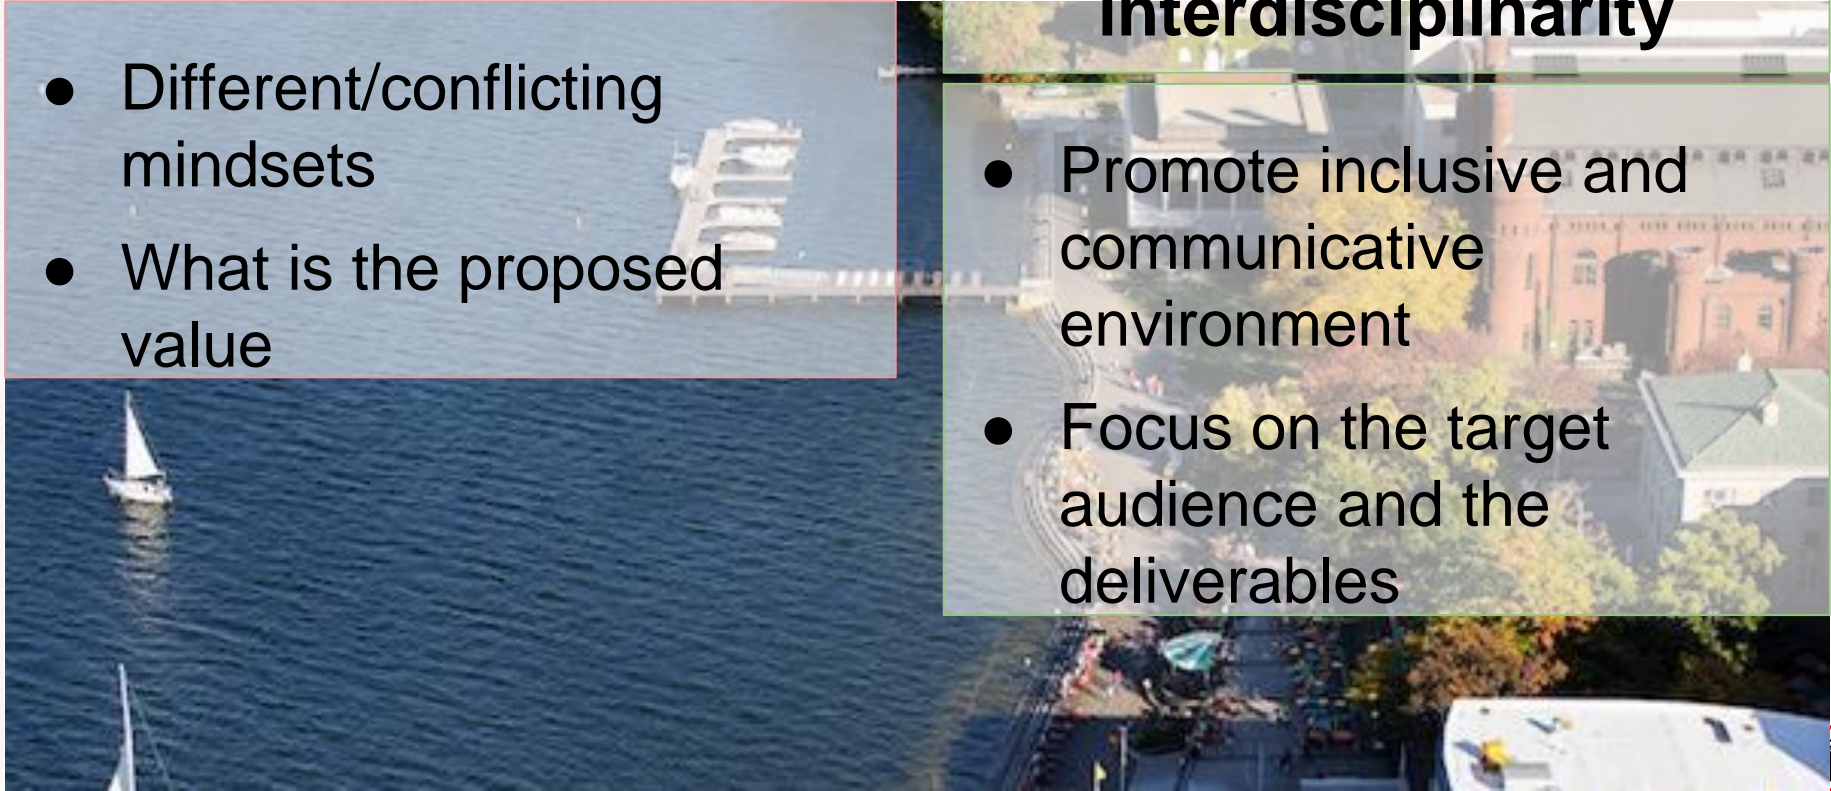 ● Different/conflicting
mindsets
● What is the proposed
value
interdisciplinarity
● Promote inclusive and
communicative
environment
● Focus on the target
audience and the
deliverables